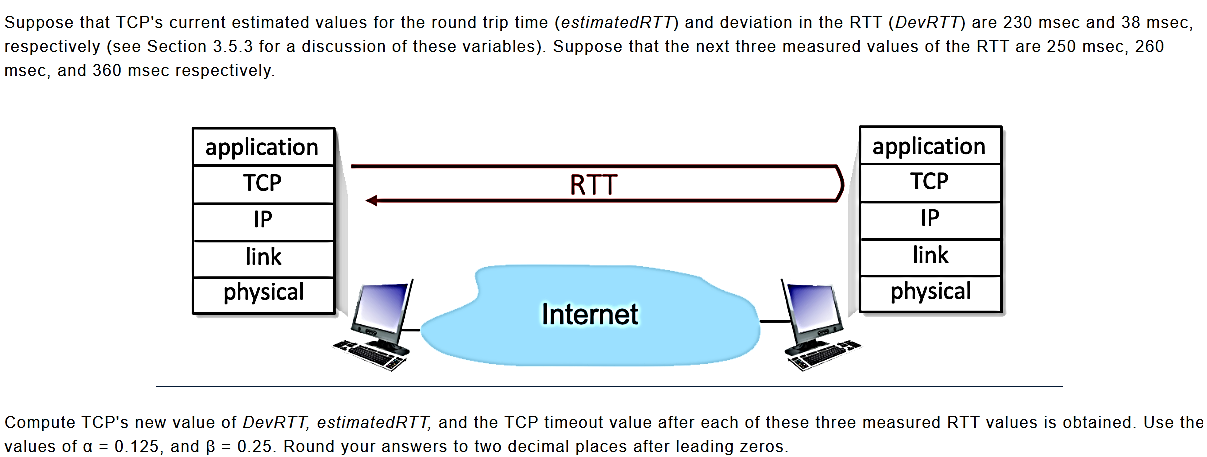 Suppose that TCP's current estimated values for the round trip time (estimatedRTT) and deviation in the RTT (DevRTT) are 230 msec and 38 msec,
respectively (see Section 3.5.3 for a discussion of these variables). Suppose that the next three measured values of the RTT are 250 msec, 260
msec, and 360 msec respectively.
application
TCP
IP
link
physical
RTT
Internet
application
TCP
IP
link
physical
Compute TCP's new value of DevRTT, estimatedRTT, and the TCP timeout value after each of these three measured RTT values is obtained. Use the
values of α = 0.125, and β = 0.25. Round your answers to two decimal places after leading zeros.